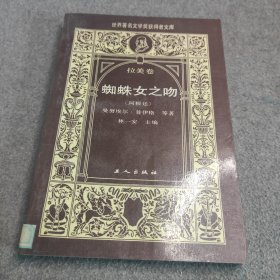 世界著名文学奖获得者文库
拉美卷
蜘蛛女之吻
（阿根廷）
曼努埃尔·普伊格 等著
林一安 主编
工人出版社